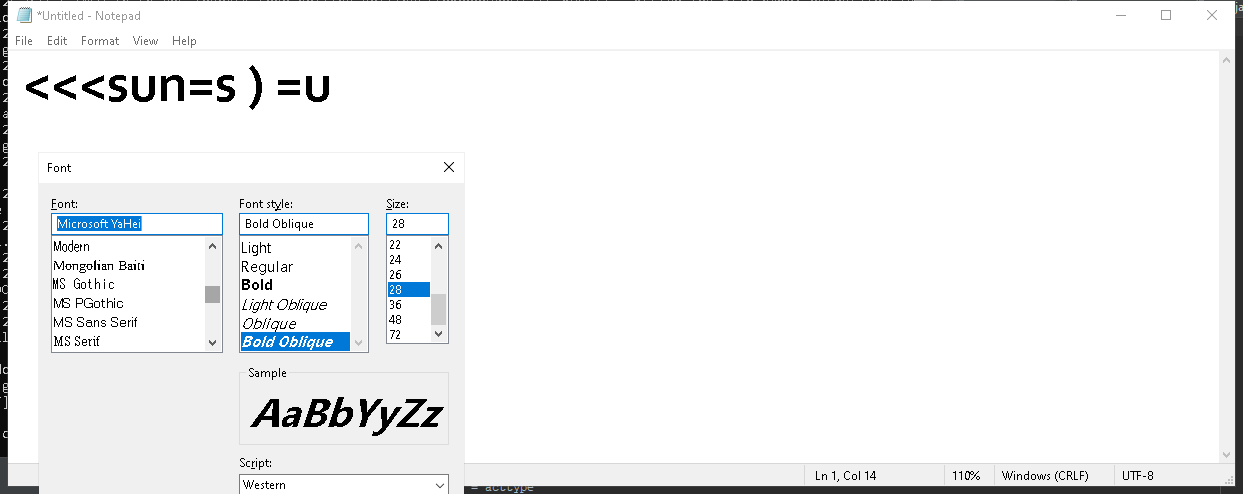 *Untitled - Notepad
File Edit Format View Help
<<<sun=s ) =u
Font
Font: Font style: Size:
Microsoft YaHei Bold Oblique 28
Modern
Mongolian Baiti
MS Gothic
MS PGothic
MS Sans Serif
MS Serif
Light
Regular
Bold
Light Oblique
Oblique
Bold Oblique
22
24
26
28
36
48
72
Sample
AaBbYyZz
Script:
Western
Ln 1, Col 14 110% Windows (CRLF) UTF-8
= acctype